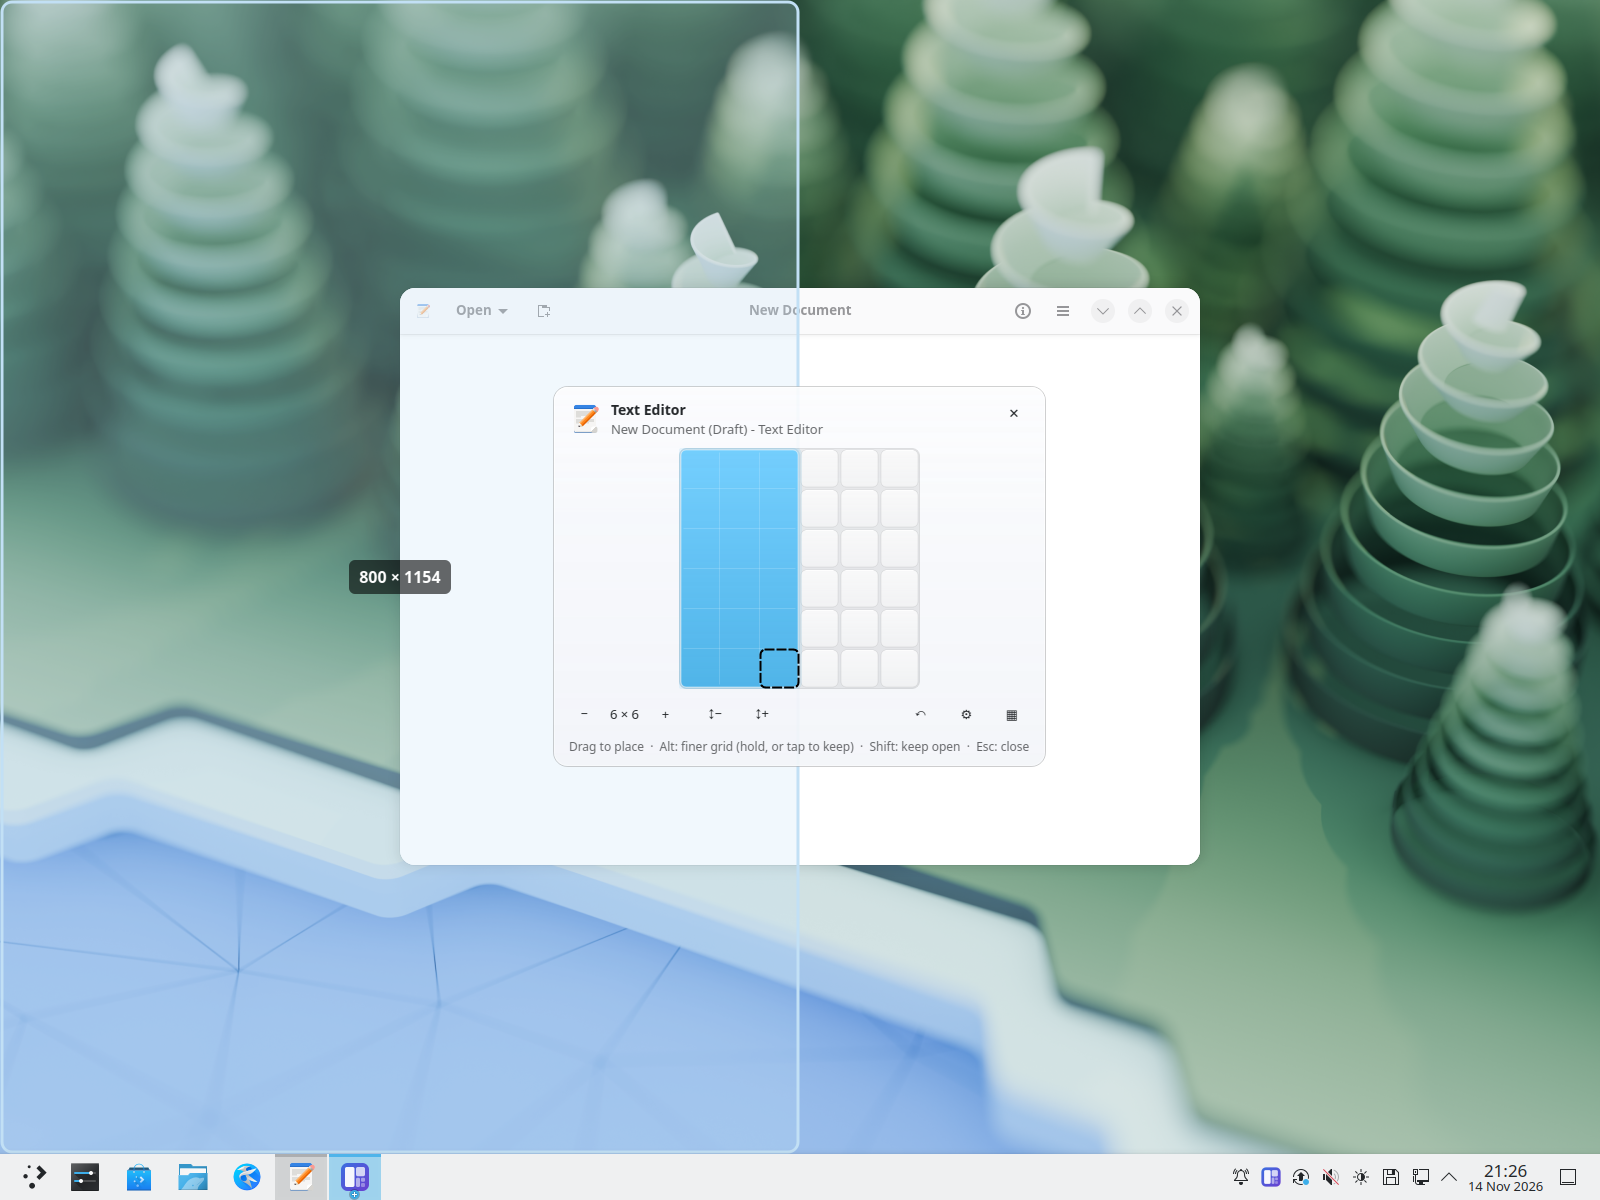 Open
New Document
Text Editor
New Document (Draft) - Text Editor
800 × 1154
− 6 × 6 + ↕− ↕+
Drag to place · Alt: finer grid (hold, or tap to keep) · Shift: keep open · Esc: close
21:26
14 Nov 2026